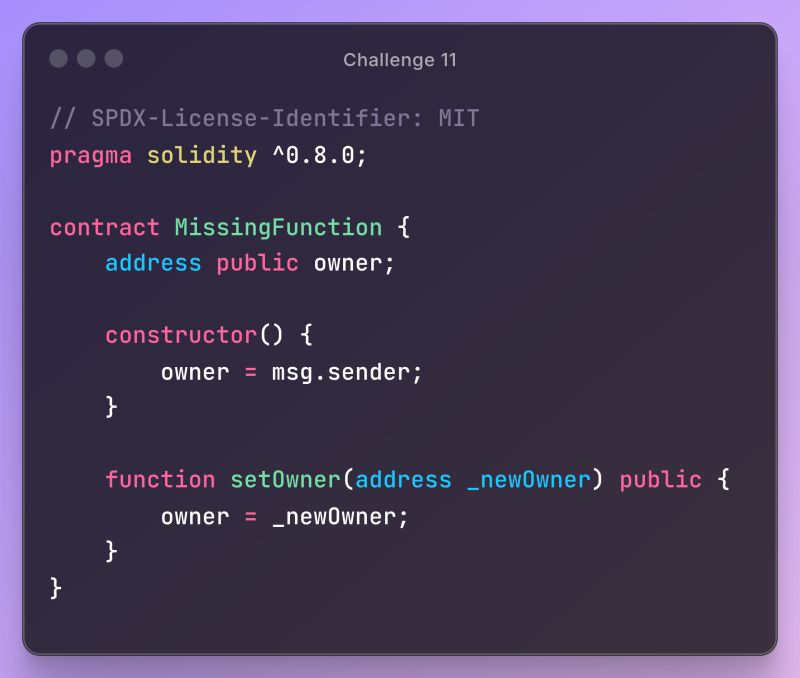 Challenge 11
// SPDX-License-Identifier: MIT
pragma solidity ^0.8.0;
contract MissingFunction {
address public owner;
constructor() {
owner = msg.sender;
}
function setOwner(address _newOwner) public {
owner = _newOwner;
}
}